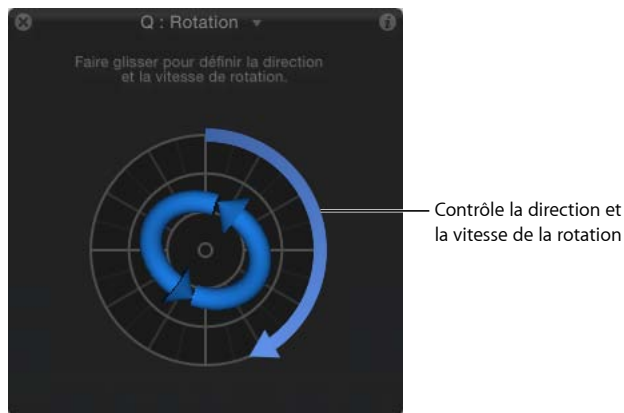 Q : Rotation
Faire glisser pour définir la direction
et la vitesse de rotation.
Contrôle la direction et
la vitesse de la rotation